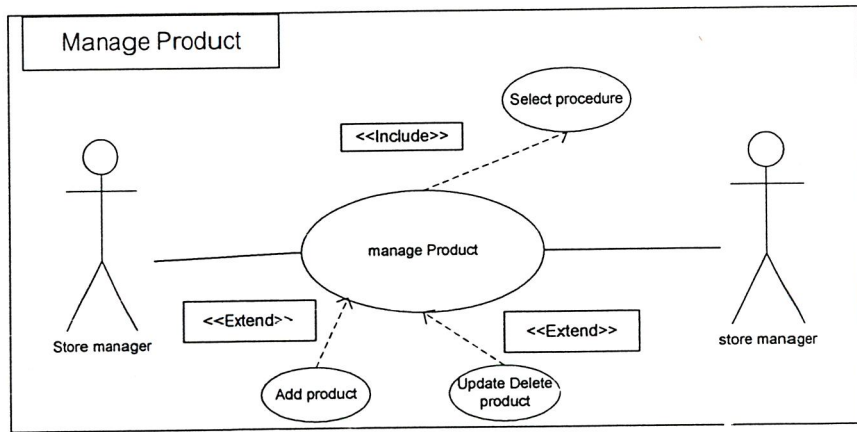 Manage Product
Select procedure
<<Include>>
manage Product
<<Extend>>
<<Extend>>
Store manager
store manager
Add product
Update Delete
product